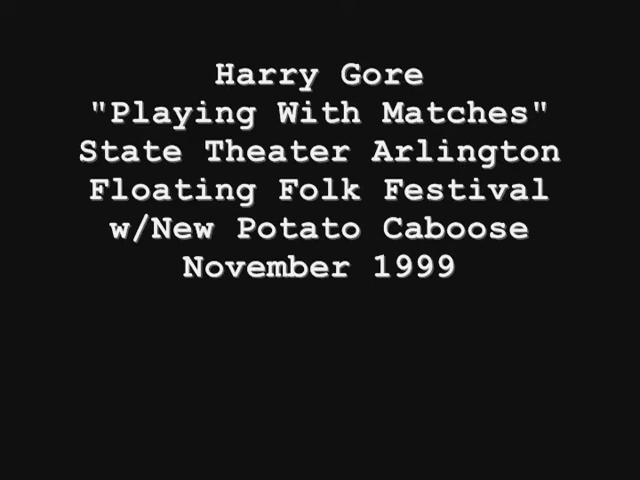 Harry Gore
"Playing With Matches"
State Theater Arlington
Floating Folk Festival
w/New Potato Caboose
November 1999